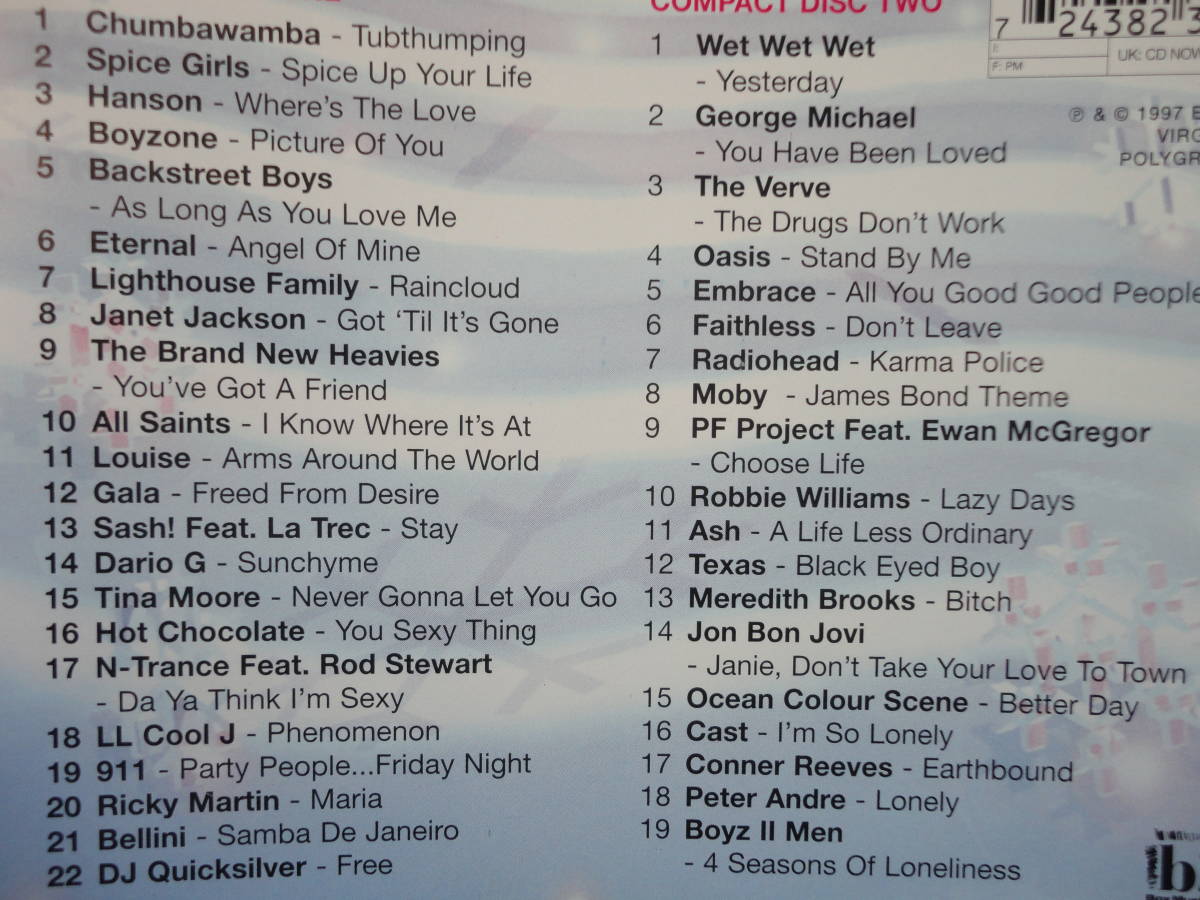 1 Chumbawamba - Tubthumping
2 Spice Girls - Spice Up Your Life
3 Hanson - Where's The Love
4 Boyzone - Picture Of You
5 Backstreet Boys
- As Long As You Love Me
6 Eternal - Angel Of Mine
7 Lighthouse Family - Raincloud
8 Janet Jackson - Got 'Til It's Gone
9 The Brand New Heavies
- You've Got A Friend
10 All Saints - I Know Where It's At
11 Louise - Arms Around The World
12 Gala - Freed From Desire
13 Sash! Feat. La Trec - Stay
14 Dario G - Sunchyme
15 Tina Moore - Never Gonna Let You Go
16 Hot Chocolate - You Sexy Thing
17 N-Trance Feat. Rod Stewart
- Da Ya Think I'm Sexy
18 LL Cool J - Phenomenon
19 911 - Party People...Friday Night
20 Ricky Martin - Maria
21 Bellini - Samba De Janeiro
22 DJ Quicksilver - Free
COMPACT DISC TWO
1 Wet Wet Wet
- Yesterday
2 George Michael
- You Have Been Loved
3 The Verve
- The Drugs Don't Work
4 Oasis - Stand By Me
5 Embrace - All You Good Good People
6 Faithless - Don't Leave
7 Radiohead - Karma Police
8 Moby - James Bond Theme
9 PF Project Feat. Ewan McGregor
- Choose Life
10 Robbie Williams - Lazy Days
11 Ash - A Life Less Ordinary
12 Texas - Black Eyed Boy
13 Meredith Brooks - Bitch
14 Jon Bon Jovi
- Janie, Don't Take Your Love To Town
15 Ocean Colour Scene - Better Day
16 Cast - I'm So Lonely
17 Conner Reeves - Earthbound
18 Peter Andre - Lonely
19 Boyz II Men
- 4 Seasons Of Loneliness
7 24382 3
F: PM
UK: CD NOW
℗ & © 1997 E
VIRG
POLYGR
b